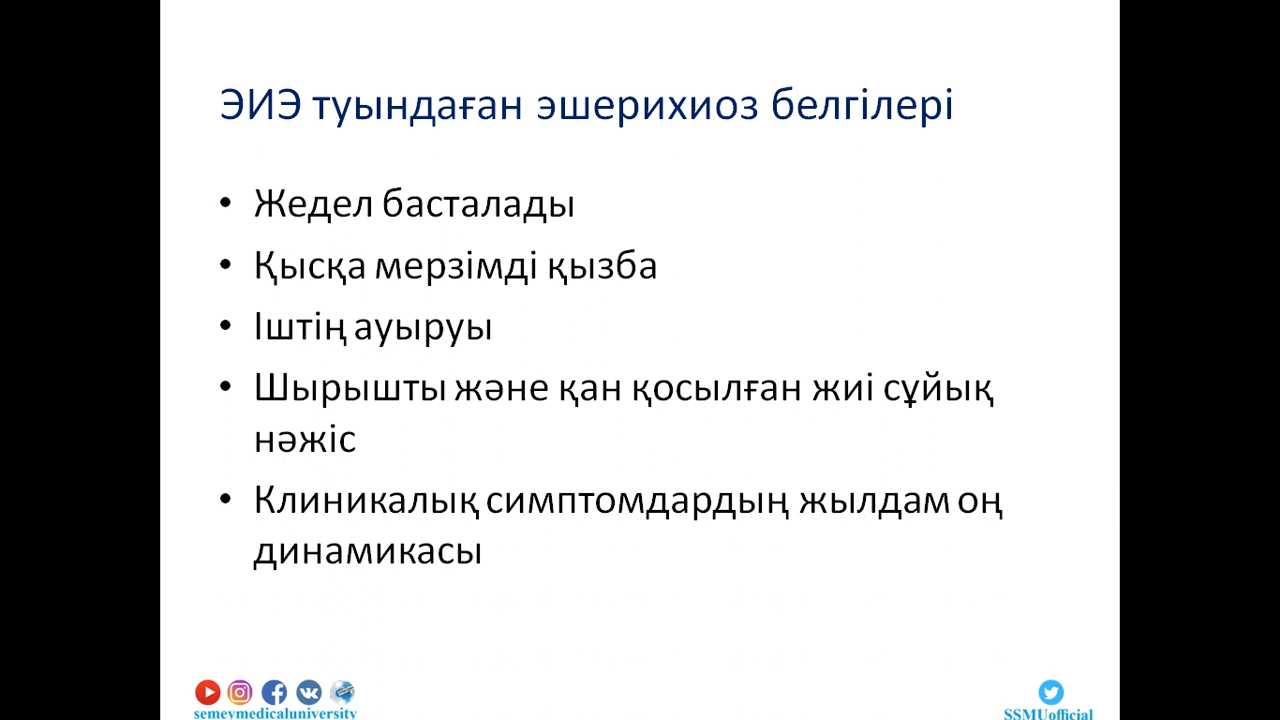 ЭИЭ туындаған эшерихиоз белгілері
• Жедел басталады
• Қысқа мерзімді қызба
• Іштің ауыруы
• Шырышты және қан қосылған жиі сұйық
нәжіс
• Клиникалық симптомдардың жылдам оң
динамикасы
semeymedicaluniversity
SSMUofficial